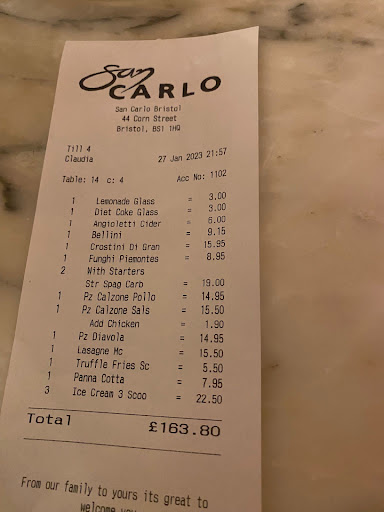 San
CARLO
San Carlo Bristol
44 Corn Street
Bristol, BS1 1HQ
Till 4
Claudia 27 Jan 2023 21:57
Table: 14 c: 4 Acc No: 1102
1 Lemonade Glass = 3.00
1 Diet Coke Glass = 3.00
1 Angioletti Cider = 6.00
1 Bellini = 9.15
1 Crostini Di Gran = 15.95
1 Funghi Piemontes = 8.95
2 With Starters
Str Spag Carb = 19.00
1 Pz Calzone Pollo = 14.95
1 Pz Calzone Sals = 15.50
Add Chicken = 1.90
1 Pz Diavola = 14.95
1 Lasagne Mc = 15.50
1 Truffle Fries Sc = 5.50
1 Panna Cotta = 7.95
3 Ice Cream 3 Scoo = 22.50
Total £163.80
From our family to yours its great to
welcome